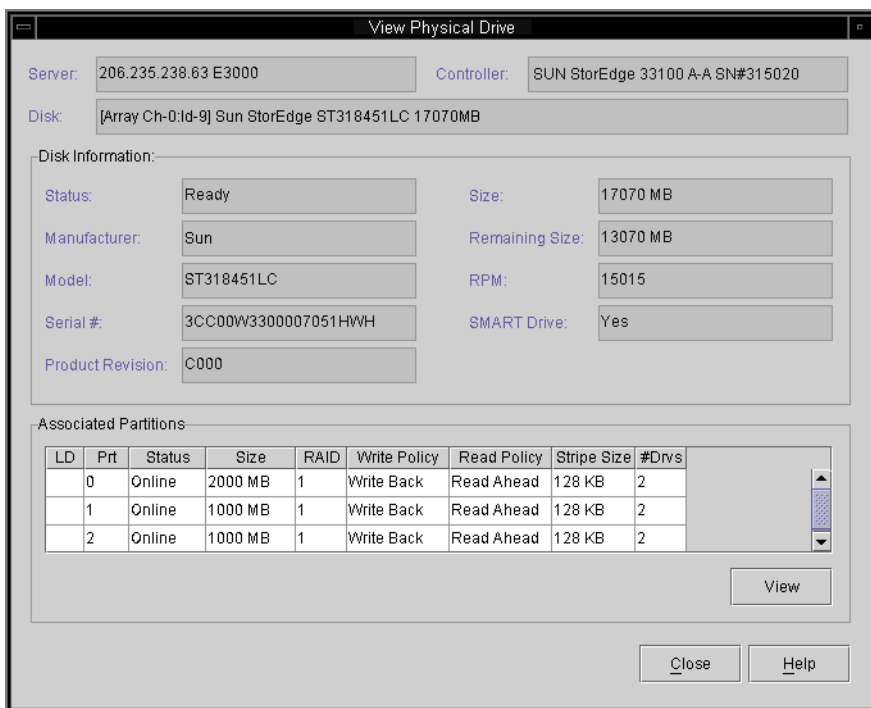 View Physical Drive
Server: 206.235.238.63 E3000 Controller: SUN StorEdge 33100 A-A SN#315020
Disk: [Array Ch-0:Id-9] Sun StorEdge ST318451LC 17070MB
Disk Information:
Status: Ready Size: 17070 MB
Manufacturer: Sun Remaining Size: 13070 MB
Model: ST318451LC RPM: 15015
Serial #: 3CC00W3300007051HWH SMART Drive: Yes
Product Revision: C000
Associated Partitions
LD Prt Status Size RAID Write Policy Read Policy Stripe Size #Drvs
0 Online 2000 MB 1 Write Back Read Ahead 128 KB 2
1 Online 1000 MB 1 Write Back Read Ahead 128 KB 2
2 Online 1000 MB 1 Write Back Read Ahead 128 KB 2
View
Close Help